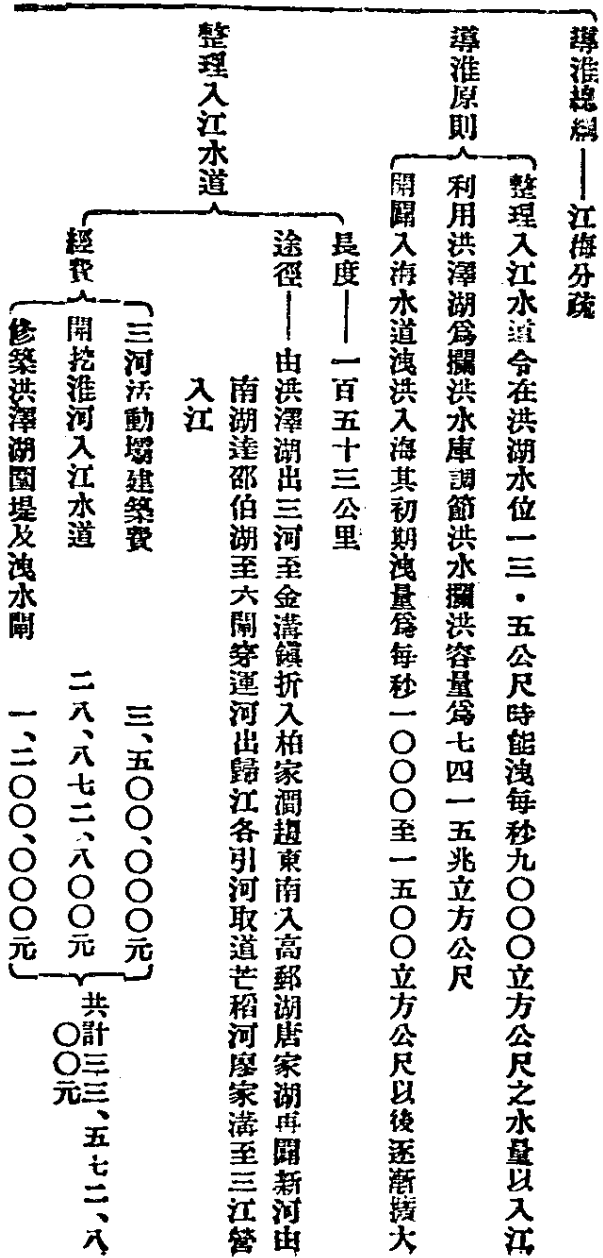 導淮總綱——江海分疏
導淮原則
整理入江水道令在洪湖水位一三・五公尺時能洩每秒九〇〇〇立方公尺之水量以入江
利用洪澤湖爲攔洪水庫調節洪水攔洪容量爲七四一五兆立方公尺
開闢入海水道洩洪入海其初期洩量爲每秒一〇〇〇至一五〇〇立方公尺以後逐漸擴大
整理入江水道
長度——一百五十三公里
途徑——由洪澤湖出三河至金溝鎮折入柏家澗趨東南入高郵湖唐家湖再闢新河由
南湖達邵伯湖至六閘穿運河出歸江各引河取道芒稻河廖家溝至三江營
入江
經費
三河活動壩建築費　三、五〇〇、〇〇〇元
開挖淮河入江水道　二八、八七二、八〇〇元
修築洪澤湖圍堤及洩水閘　一、二〇〇、〇〇〇元
共計三三、五七二、八
〇〇元